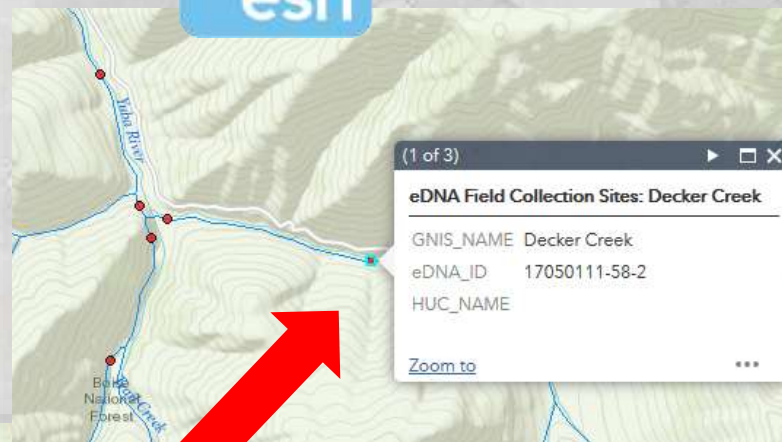 esri
Yuba River
(1 of 3)
eDNA Field Collection Sites: Decker Creek
GNIS_NAME Decker Creek
eDNA_ID 17050111-58-2
HUC_NAME
Zoom to
Boise
National
Forest
Creek